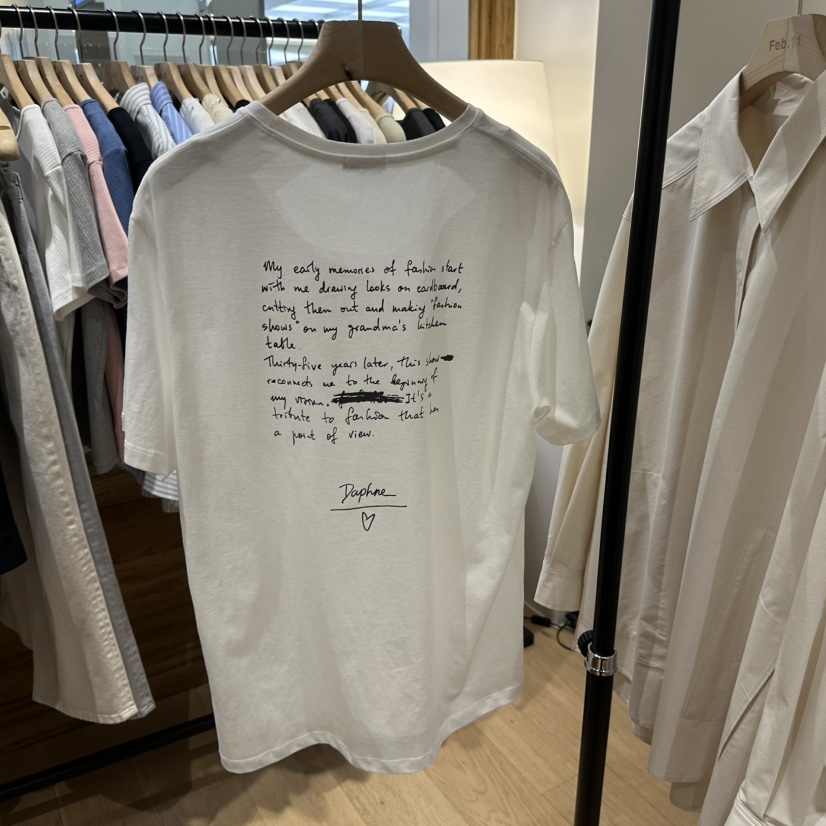 My early memories of fashion start
with me drawing looks on cardboard,
cutting them out and making "fashion
shows" on my grandma's kitchen
table.
Thirty-five years later, this show
reconnects me to the beginning of
my vision. It's a
tribute to fashion that has
a point of view.
Daphne
Feb.11